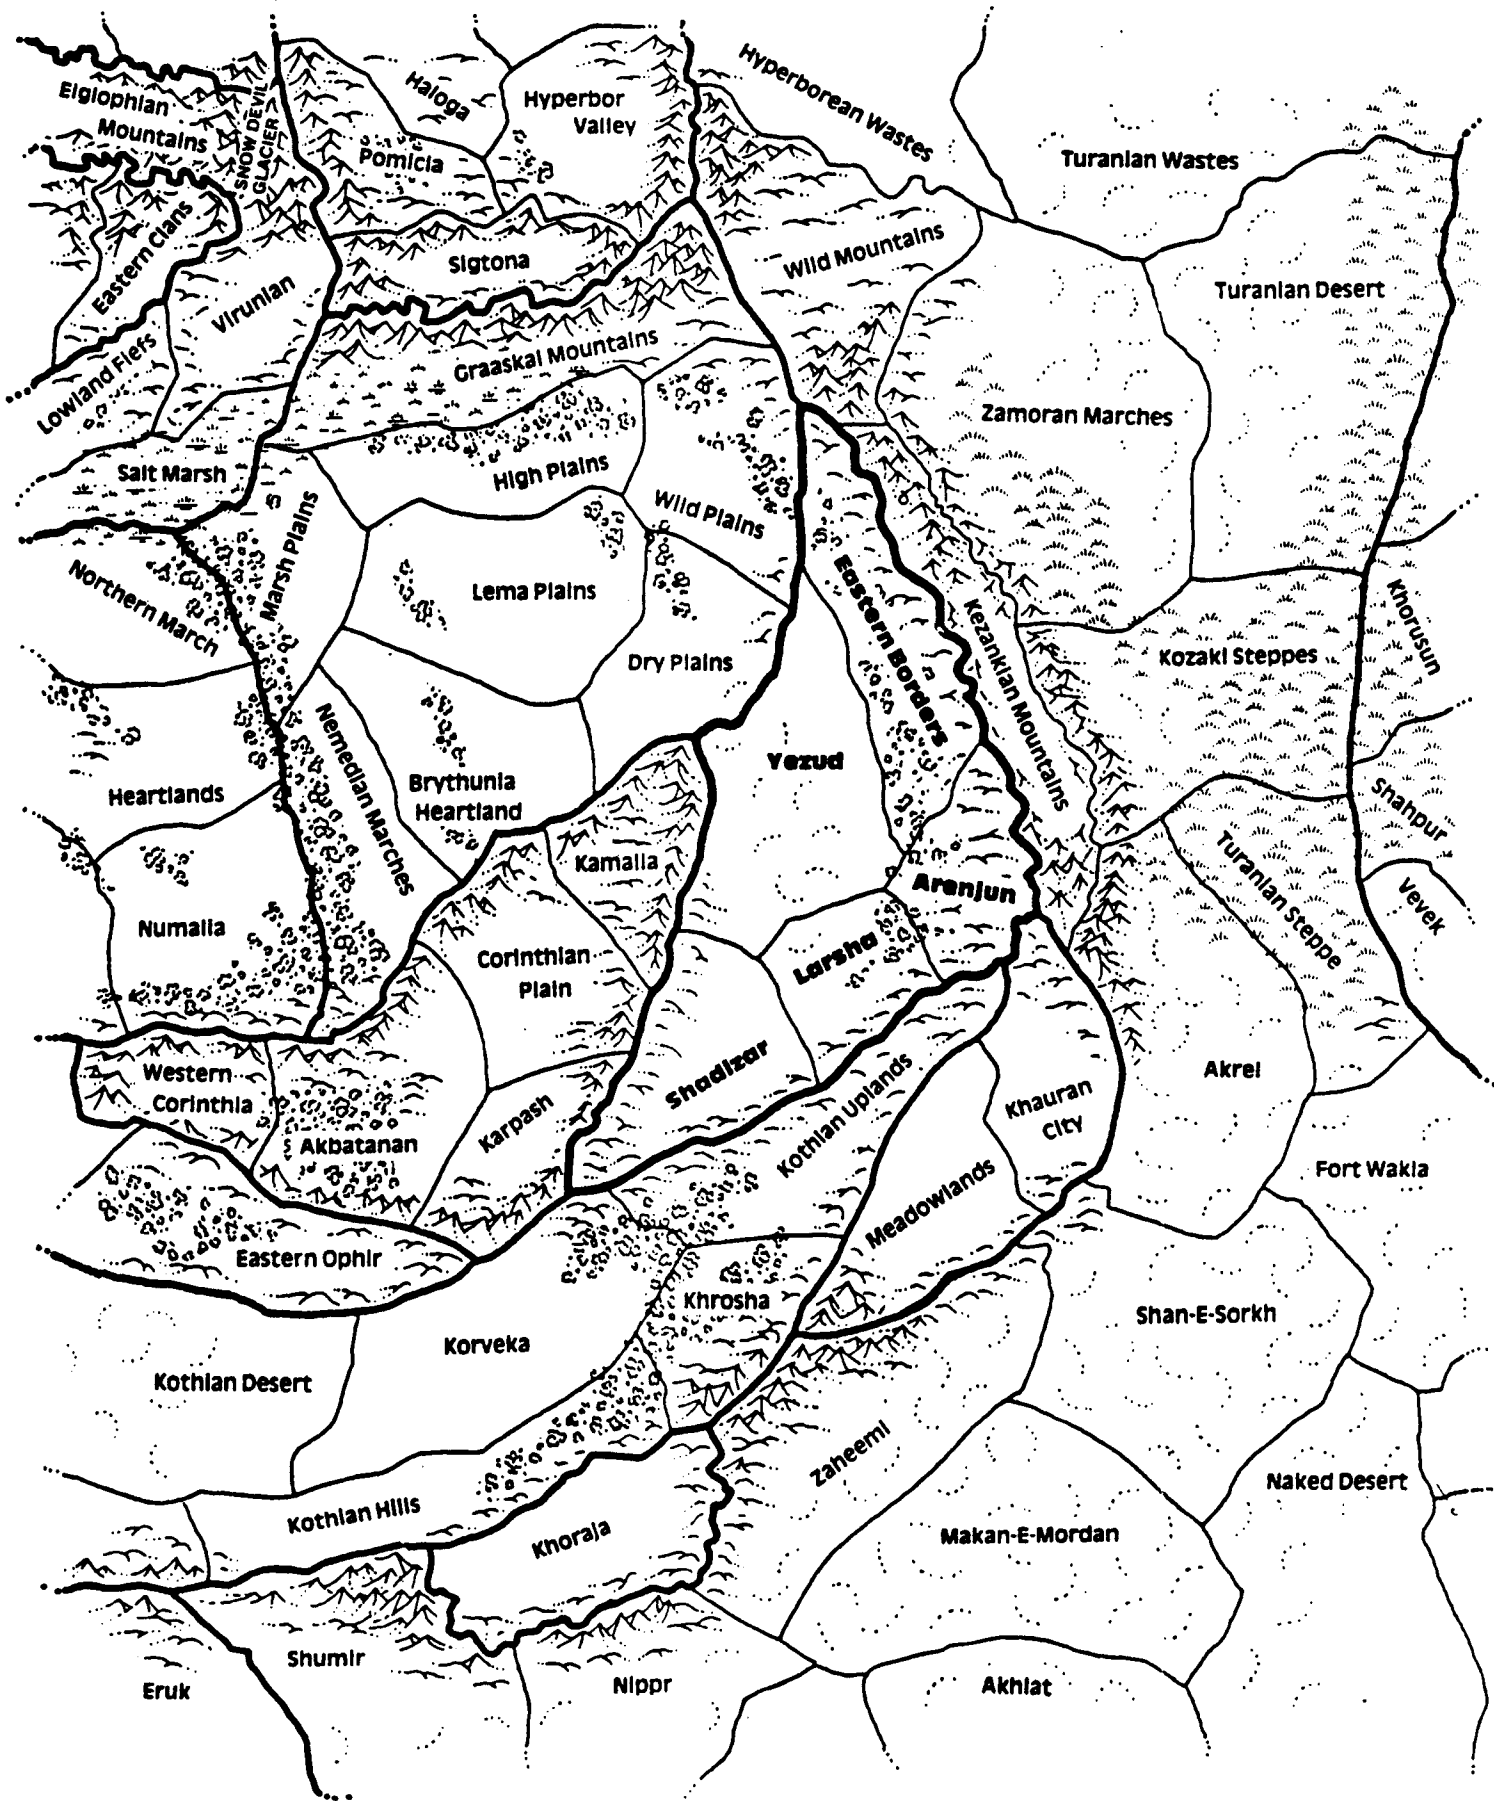 Eiglophian
Mountains
SNOW DEVIL
GLACIER
Haloga
Hyperbor
Valley
Hyperborean Wastes
Pomicia
Turanian Wastes
Eastern Clans
Sigtona
Wild Mountains
Virunian
Turanian Desert
Lowland Fiefs
Graaskal Mountains
Zamoran Marches
Salt Marsh
High Plains
Wild Plains
Marsh Plains
Northern March
Lema Plains
Eastern Borders
Kezankian Mountains
Khorusun
Dry Plains
Kozaki Steppes
Nemedian Marches
Yezud
Heartlands
Brythunia
Heartland
Shahpur
Turanian Steppe
Kamalia
Arenjun
Vevek
Numalia
Corinthian
Plain
Larsha
Western
Corinthia
Shadizar
Akrel
Khauran
City
Kothian Uplands
Karpash
Akbatanan
Fort Wakla
Meadowlands
Eastern Ophir
Khrosha
Shan-E-Sorkh
Korveka
Kothian Desert
Zaheemi
Naked Desert
Kothian Hills
Khoraja
Makan-E-Mordan
Shumir
Eruk
Nippr
Akhlat